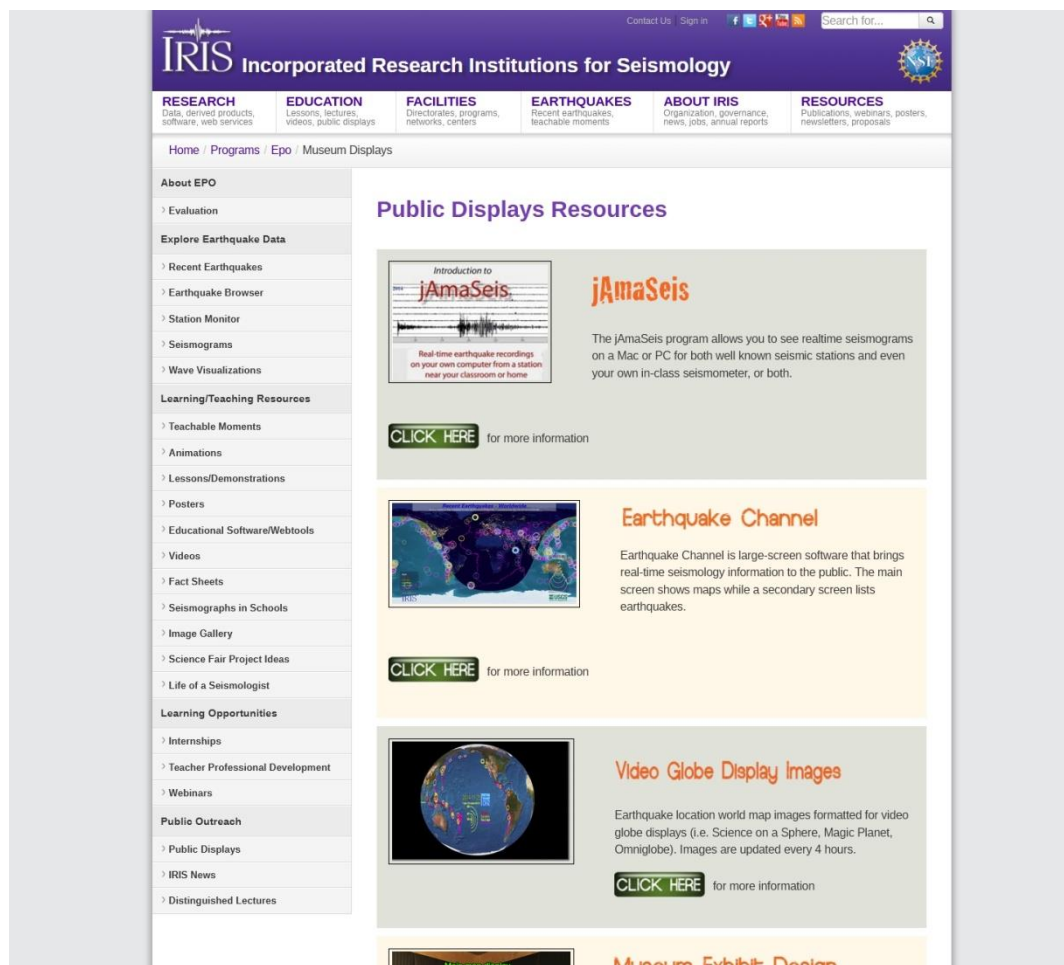 Contact Us Sign in
Search for...
IRIS Incorporated Research Institutions for Seismology
NSF
RESEARCH
Data, derived products,
software, web services
EDUCATION
Lessons, lectures,
videos, public displays
FACILITIES
Directorates, programs,
networks, centers
EARTHQUAKES
Recent earthquakes,
teachable moments
ABOUT IRIS
Organization, governance,
news, jobs, annual reports
RESOURCES
Publications, webinars, posters,
newsletters, proposals
Home / Programs / Epo / Museum Displays
About EPO
Evaluation
Explore Earthquake Data
Recent Earthquakes
Earthquake Browser
Station Monitor
Seismograms
Wave Visualizations
Learning/Teaching Resources
Teachable Moments
Animations
Lessons/Demonstrations
Posters
Educational Software/Webtools
Videos
Fact Sheets
Seismographs in Schools
Image Gallery
Science Fair Project Ideas
Life of a Seismologist
Learning Opportunities
Internships
Teacher Professional Development
Webinars
Public Outreach
Public Displays
IRIS News
Distinguished Lectures
Public Displays Resources
Introduction to
jAmaSeis
Real-time earthquake recordings
on your own computer from a station
near your classroom or home
jAmaSeis
The jAmaSeis program allows you to see realtime seismograms
on a Mac or PC for both well known seismic stations and even
your own in-class seismometer, or both.
CLICK HERE for more information
Recent Earthquakes - Worldwide
IRIS
Earthquake Channel
Earthquake Channel is large-screen software that brings
real-time seismology information to the public. The main
screen shows maps while a secondary screen lists
earthquakes.
CLICK HERE for more information
Video Globe Display Images
Earthquake location world map images formatted for video
globe displays (i.e. Science on a Sphere, Magic Planet,
Omniglobe). Images are updated every 4 hours.
CLICK HERE for more information
Museum Exhibit Design